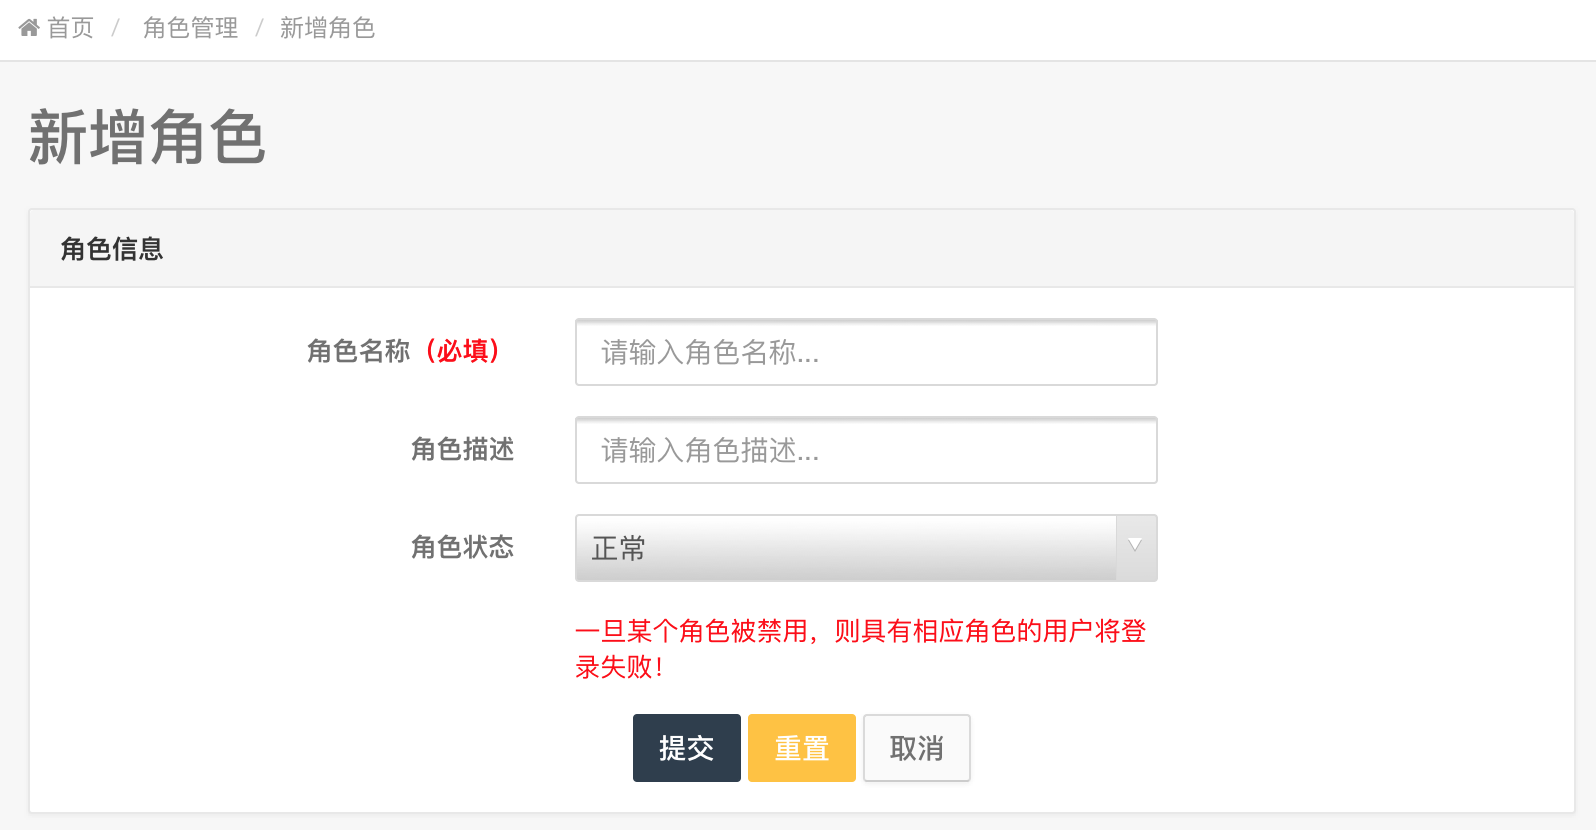 首页 / 角色管理 / 新增角色
新增角色
角色信息
角色名称（必填） 请输入角色名称...
角色描述 请输入角色描述...
角色状态 正常
一旦某个角色被禁用，则具有相应角色的用户将登
录失败！
提交 重置 取消